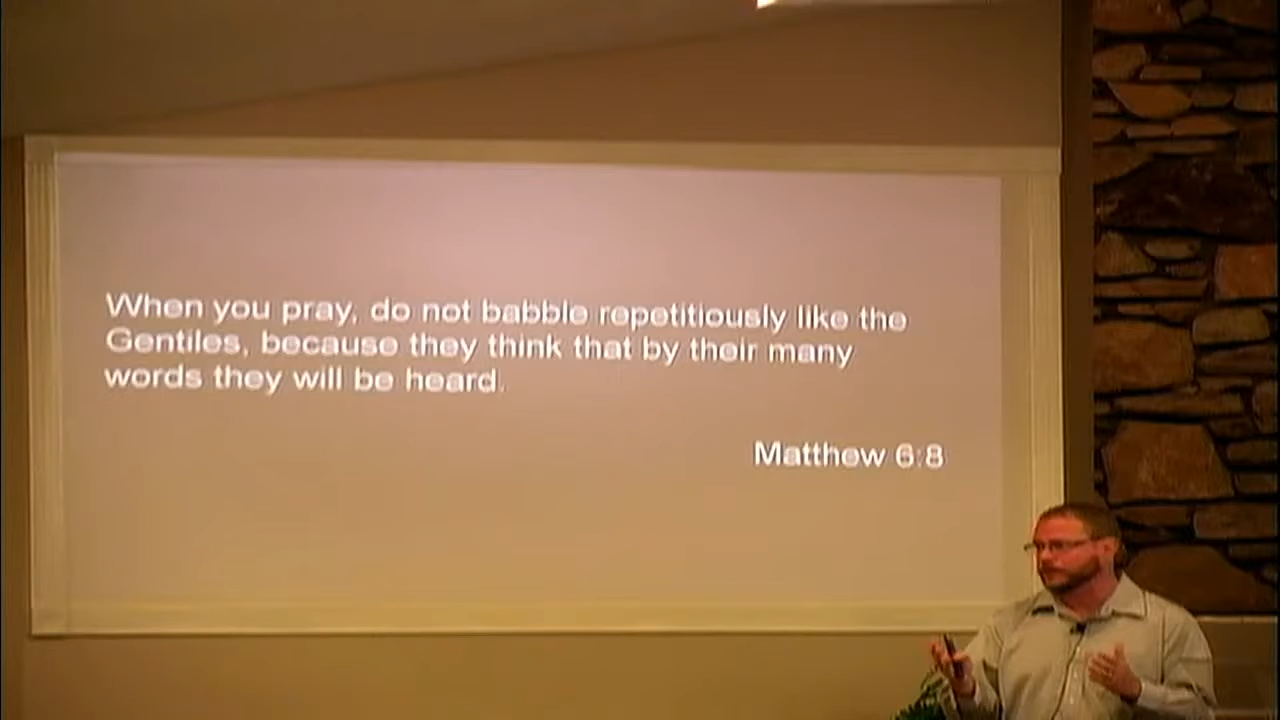 When you pray, do not babble repetitiously like the
Gentiles, because they think that by their many
words they will be heard.
Matthew 6:8